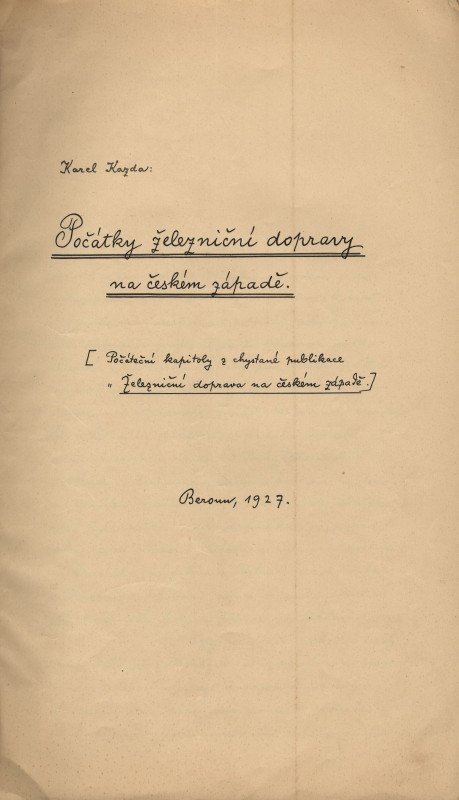 Karel Kazda:
Počátky železniční dopravy
na českém západě.
[ Počáteční kapitoly z chystané publikace
„ Železniční doprava na českém západě.]
Beroun, 1927.